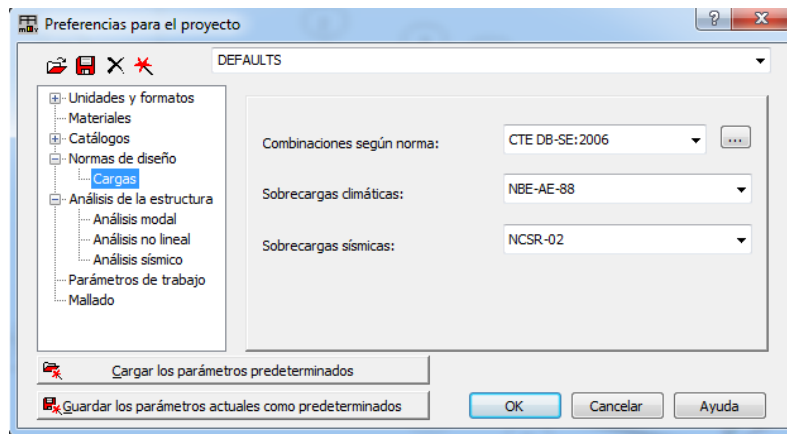 Preferencias para el proyecto
DEFAULTS
Unidades y formatos
Materiales
Catálogos
Normas de diseño
Cargas
Análisis de la estructura
Análisis modal
Análisis no lineal
Análisis sísmico
Parámetros de trabajo
Mallado
Combinaciones según norma: CTE DB-SE:2006 ...
Sobrecargas climáticas: NBE-AE-88
Sobrecargas sísmicas: NCSR-02
Cargar los parámetros predeterminados
Guardar los parámetros actuales como predeterminados
OK Cancelar Ayuda